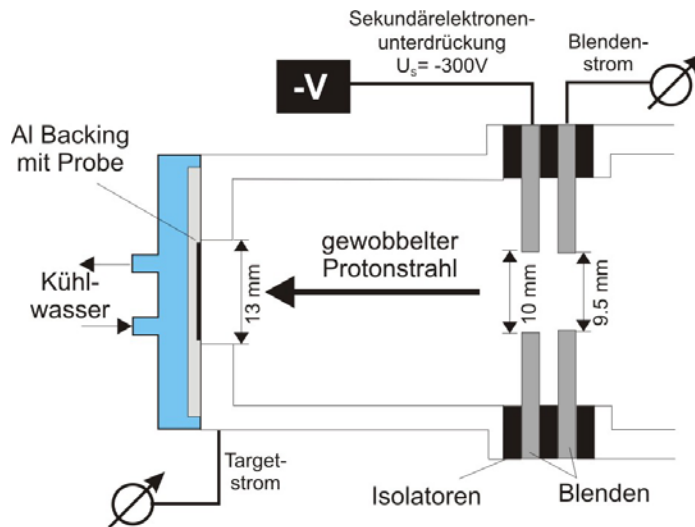 Sekundärelektronen-
unterdrückung
Uₛ= -300V
Blenden-
strom
-V
Al Backing
mit Probe
gewobbelter
Protonstrahl
Kühl-
wasser
13 mm
10 mm
9.5 mm
Target-
strom
Isolatoren
Blenden